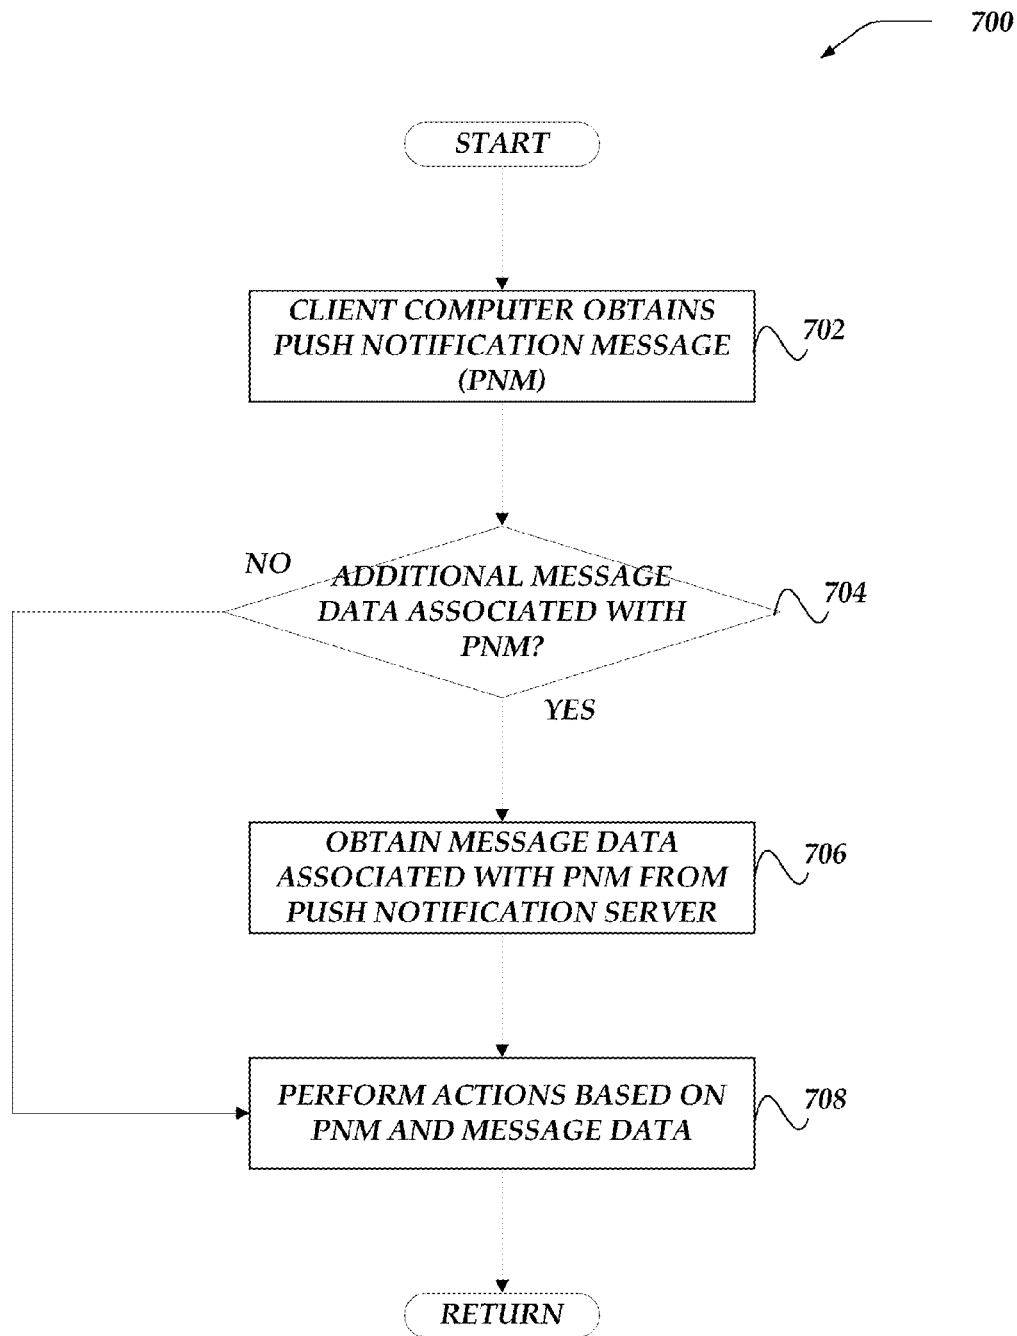 700
START
CLIENT COMPUTER OBTAINS
PUSH NOTIFICATION MESSAGE
(PNM)
702
NO
ADDITIONAL MESSAGE
DATA ASSOCIATED WITH
PNM?
704
YES
OBTAIN MESSAGE DATA
ASSOCIATED WITH PNM FROM
PUSH NOTIFICATION SERVER
706
PERFORM ACTIONS BASED ON
PNM AND MESSAGE DATA
708
RETURN